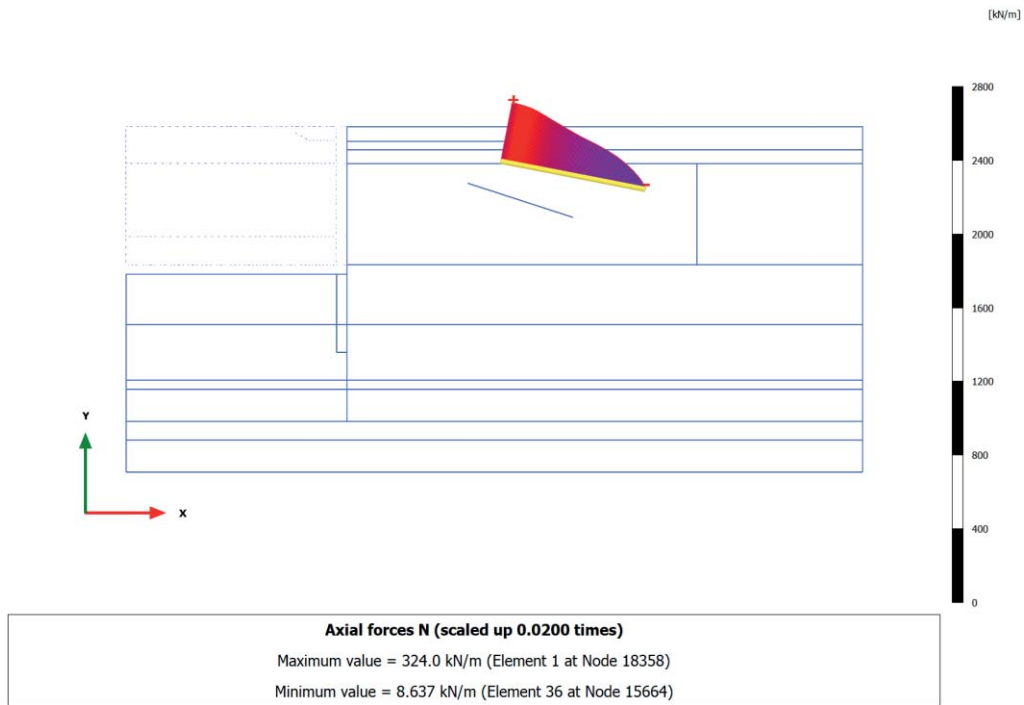 [kN/m]
2800
2400
2000
1600
1200
800
400
0
Y
X
Axial forces N (scaled up 0.0200 times)
Maximum value = 324.0 kN/m (Element 1 at Node 18358)
Minimum value = 8.637 kN/m (Element 36 at Node 15664)